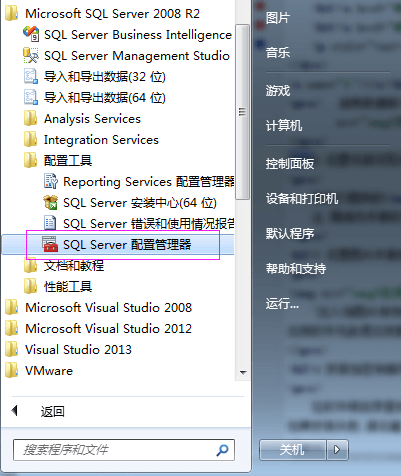 Microsoft SQL Server 2008 R2
SQL Server Business Intelligence
SQL Server Management Studio
导入和导出数据(32 位)
导入和导出数据(64 位)
Analysis Services
Integration Services
配置工具
Reporting Services 配置管理器
SQL Server 安装中心(64 位)
SQL Server 错误和使用情况报告
SQL Server 配置管理器
文档和教程
性能工具
Microsoft Visual Studio 2008
Microsoft Visual Studio 2012
Visual Studio 2013
VMware
返回
搜索程序和文件
图片
音乐
游戏
计算机
控制面板
设备和打印机
默认程序
帮助和支持
运行...
关机